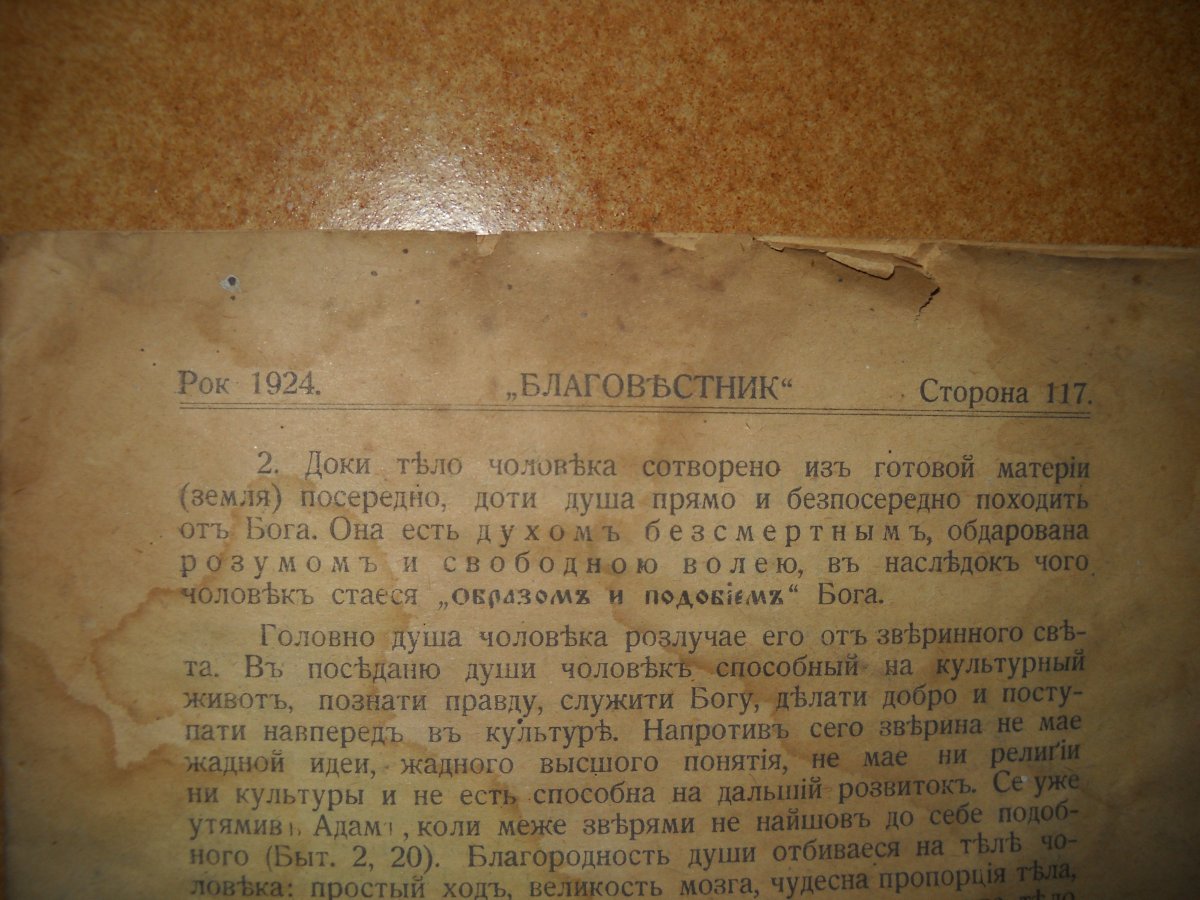 Рок 1924. „БЛАГОВѢСТНИК“ Сторона 117.
2. Доки тѣло чоловѣка сотворено изъ готовой матеріи
(земля) посередно, доти душа прямо и безпосередно походить
отъ Бога. Она есть духомъ безсмертнымъ, обдарована
розумомъ и свободною волею, въ наслѣдокъ чого
чоловѣкъ стаеся „образомъ и подобіемъ“ Бога.
Головно душа чоловѣка розлучае его отъ звѣринного свѣ-
та. Въ посѣданю души чоловѣкъ способный на культурный
животъ, познати правду, служити Богу, дѣлати добро и посту-
пати навпередъ въ культурѣ. Напротивъ сего звѣрина не мае
жадной идеи, жадного высшого понятія, не мае ни религіи
ни культуры и не есть способна на дальшій розвитокъ. Се уже
утямивъ Адамъ, коли меже звѣрями не найшовъ до себе подоб-
ного (Быт. 2, 20). Благородность души отбиваеся на тѣлѣ чо-
ловѣка: простый ходъ, великость мозга, чудесна пропорція тѣла,
тѣло